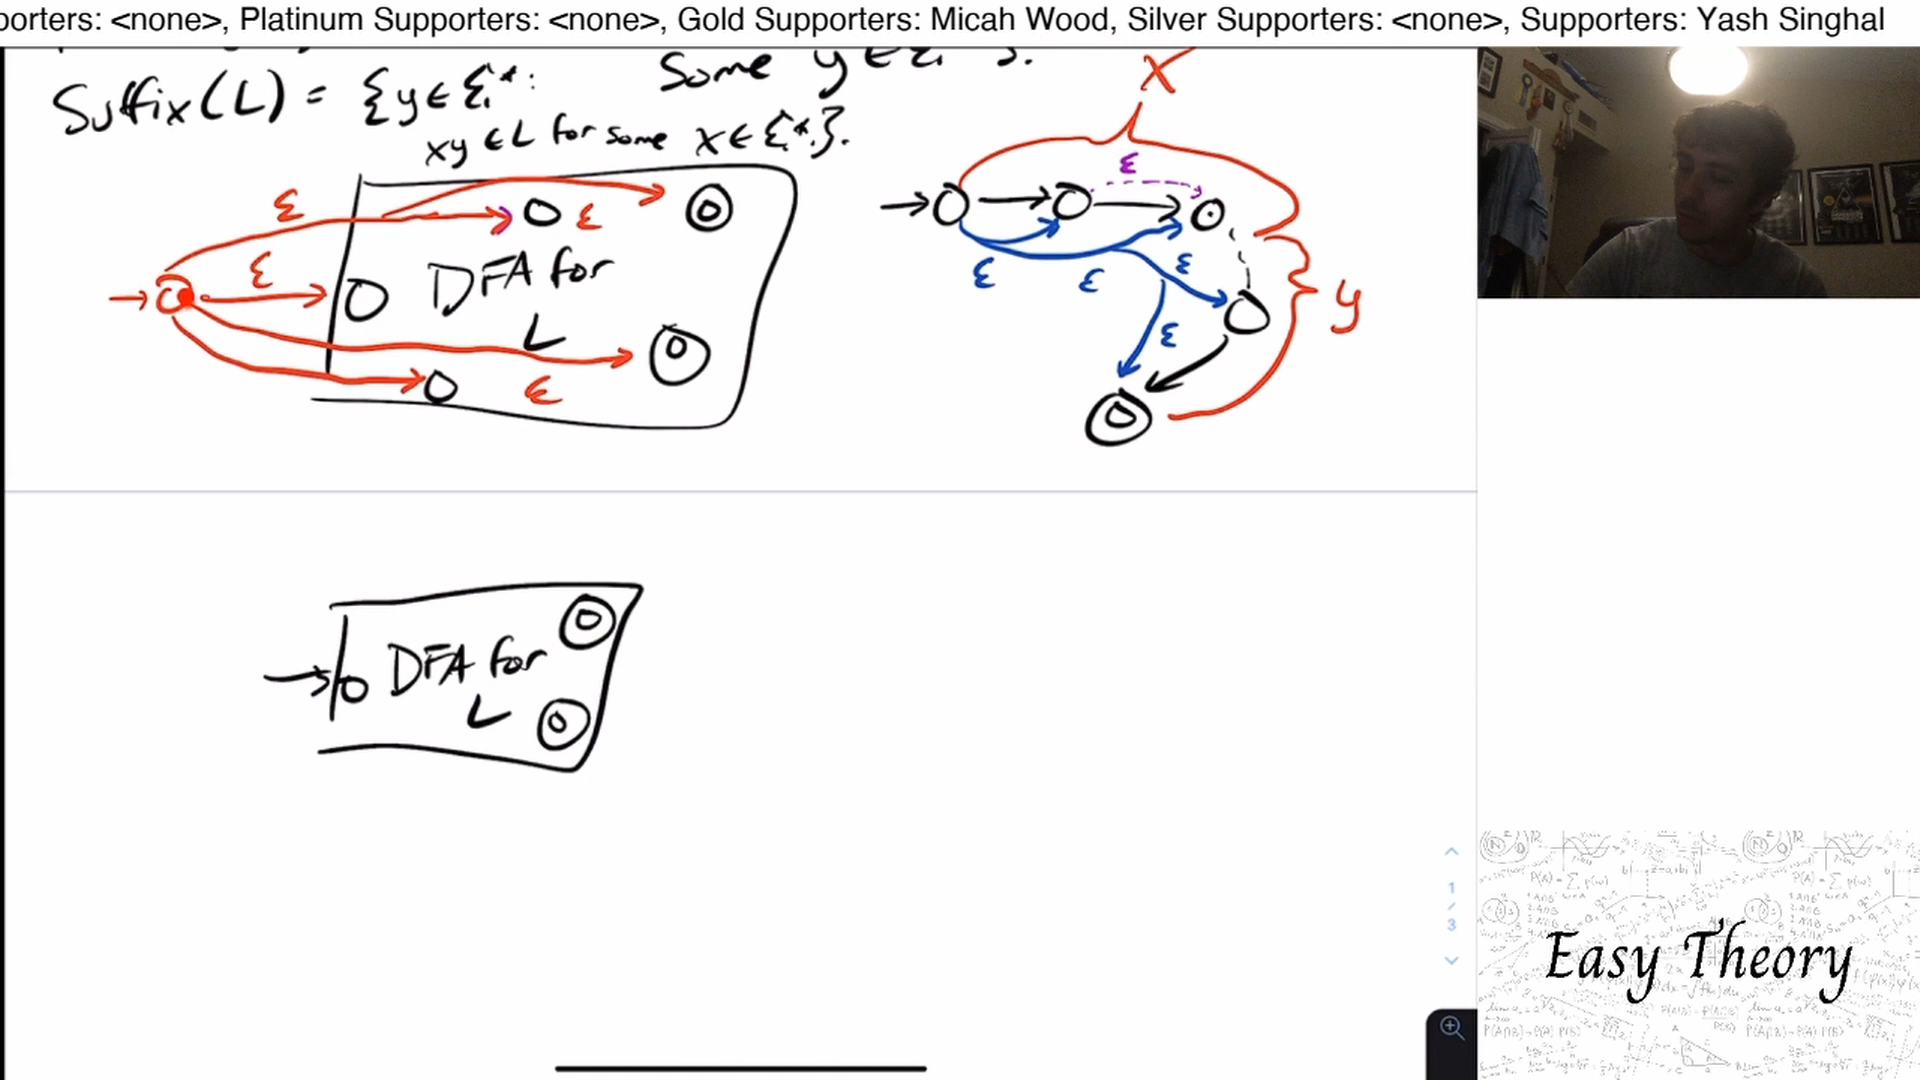 porters: <none>, Platinum Supporters: <none>, Gold Supporters: Micah Wood, Silver Supporters: <none>, Supporters: Yash Singhal
Some y ∈ Σ* }.
Suffix(L) = {y ∈ Σ*:
xy ∈ L for some x ∈ Σ*}.
x
ε
ε
ε
ε
DFA for
L
ε
ε
ε
ε
ε
ε
y
DFA for
L
1
/
3
Easy Theory